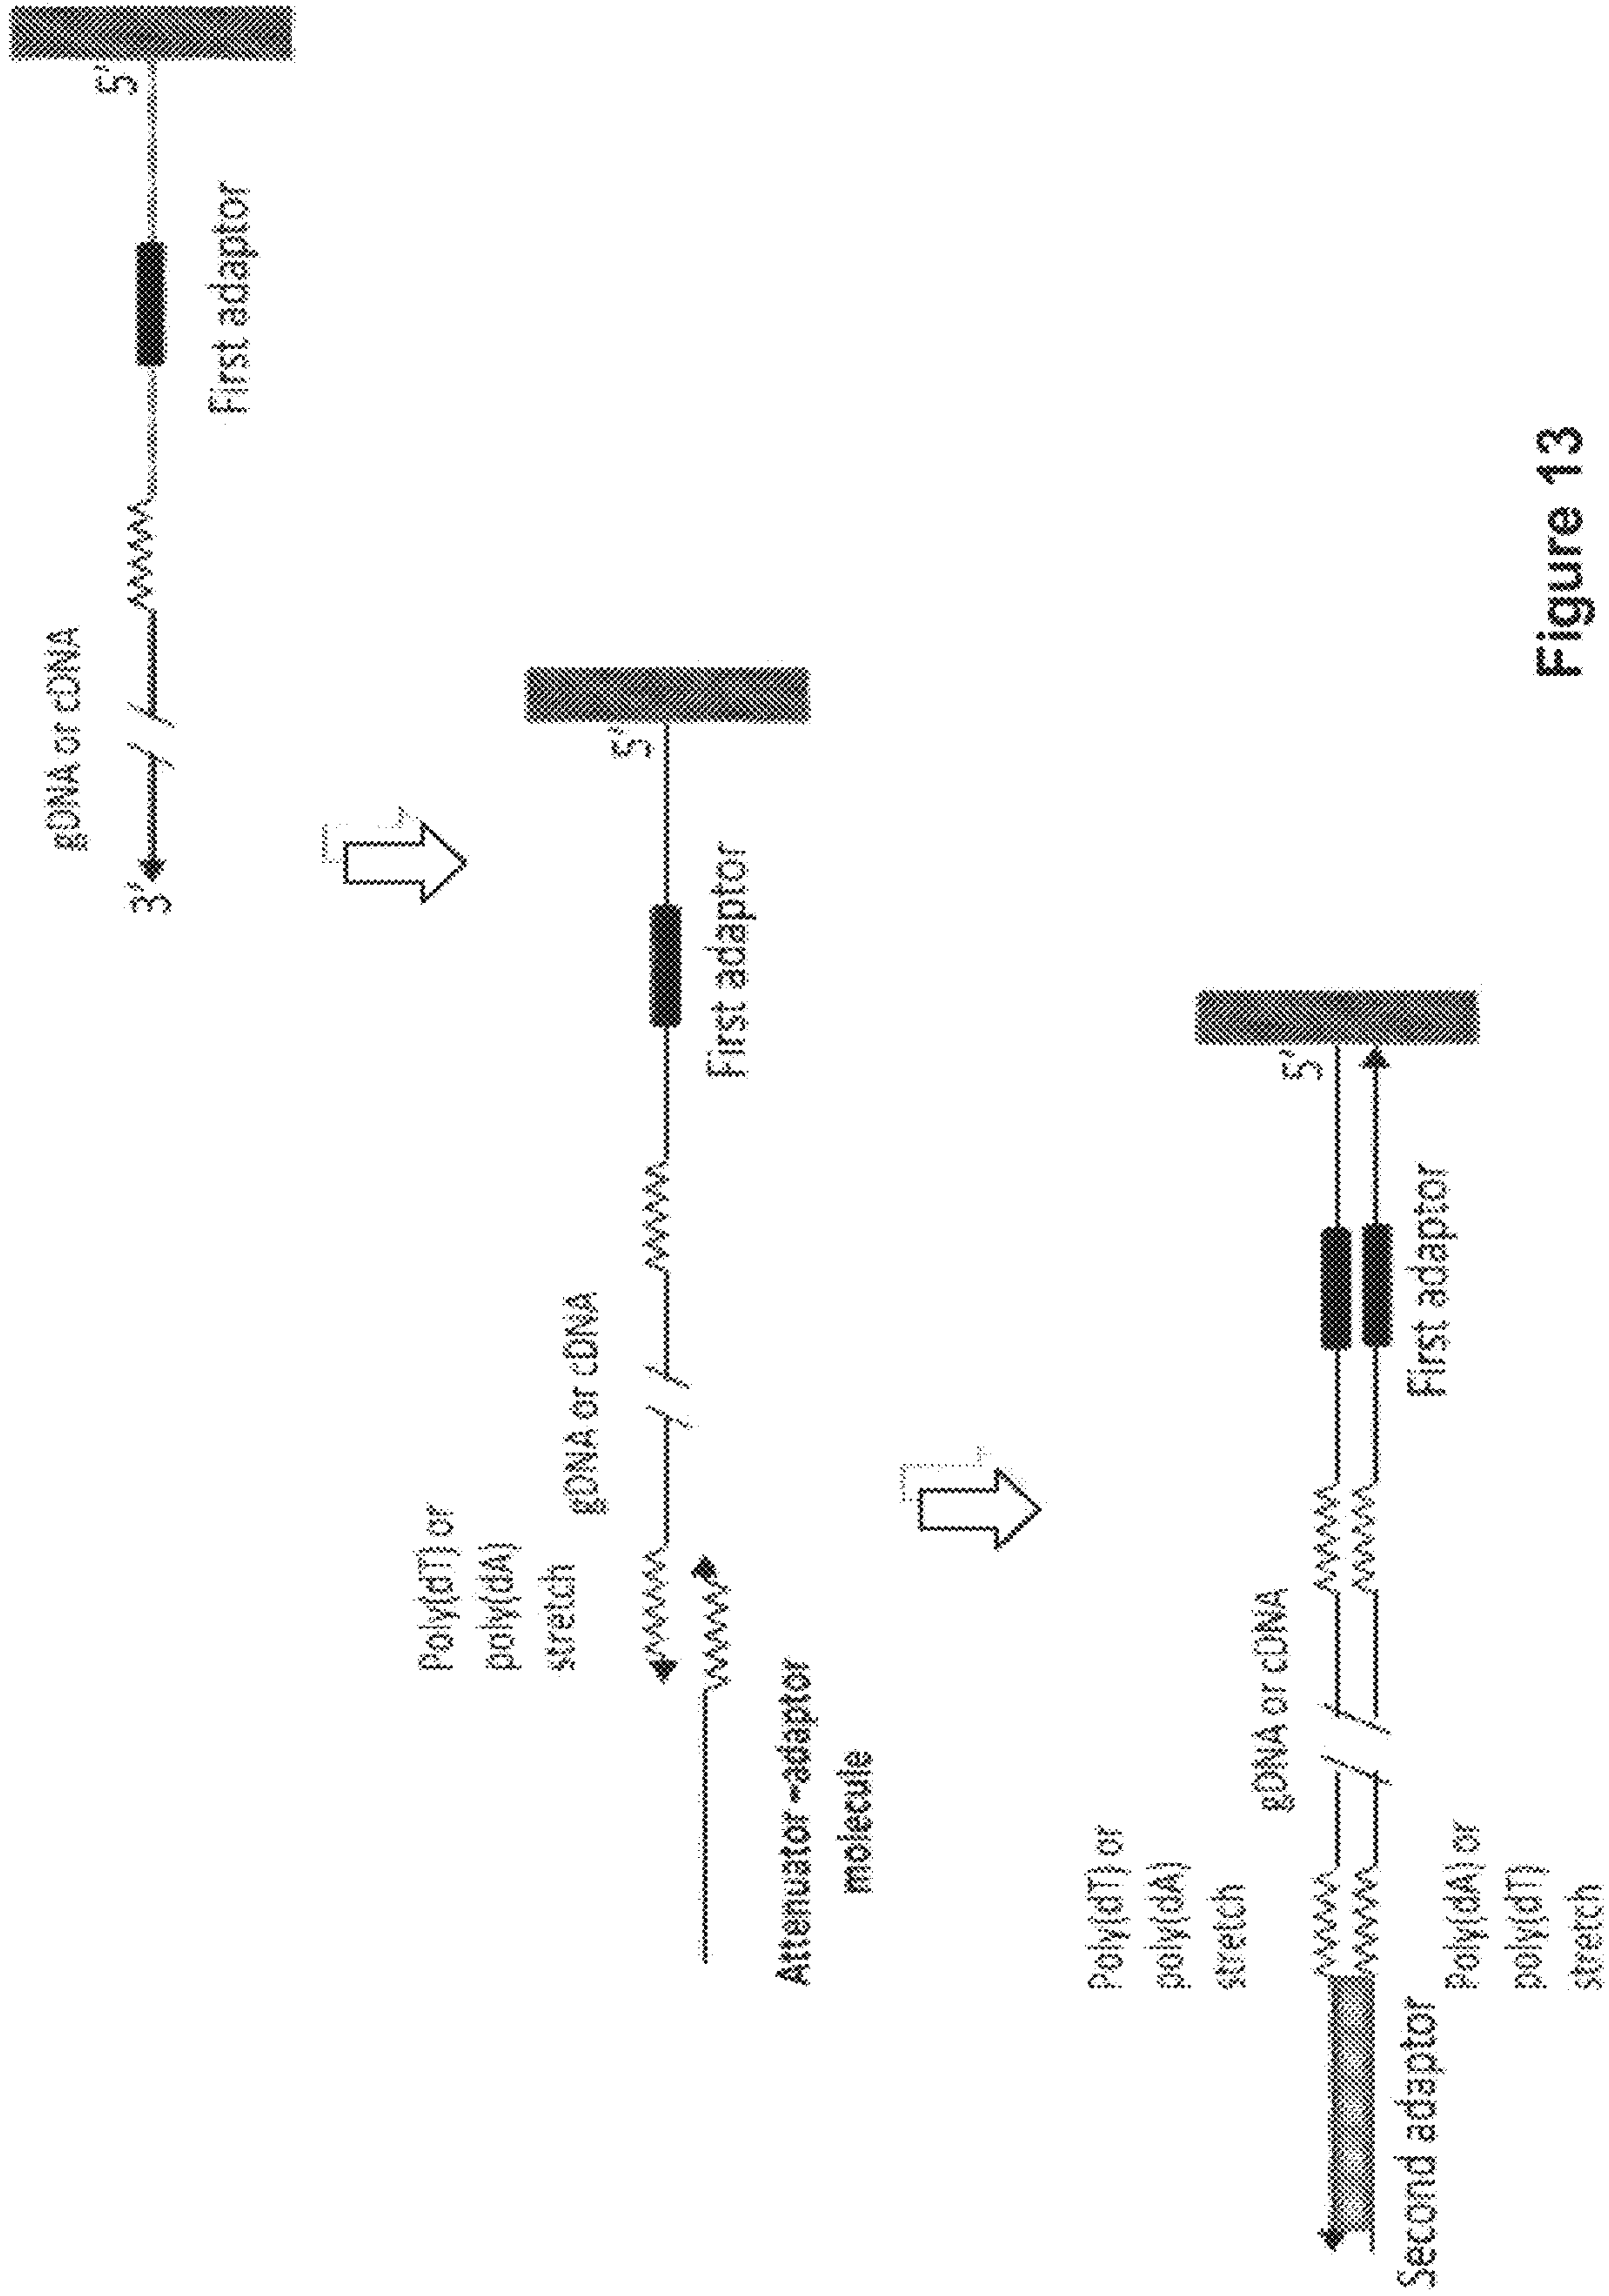 gDNA or cDNA
3'
5'
First adaptor
Poly(dT) or
poly(dA)
stretch
gDNA or cDNA
5'
Attenuator-adaptor
molecule
First adaptor
Poly(dT) or
poly(dA)
stretch
gDNA or cDNA
5'
Second adaptor
Poly(dA) or
poly(dT)
stretch
First adaptor
Figure 13